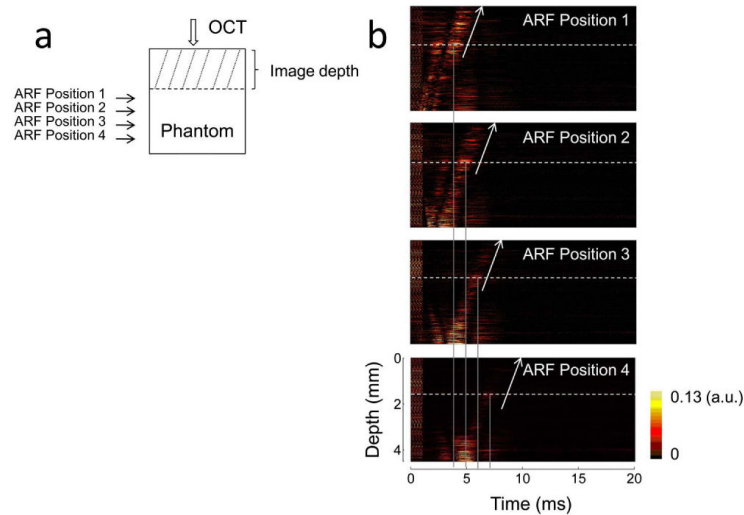 a
OCT
Image depth
ARF Position 1
ARF Position 2
ARF Position 3
ARF Position 4
Phantom
b
ARF Position 1
ARF Position 2
ARF Position 3
ARF Position 4
0
2
4
Depth (mm)
0 5 10 15 20
Time (ms)
0.13 (a.u.)
0